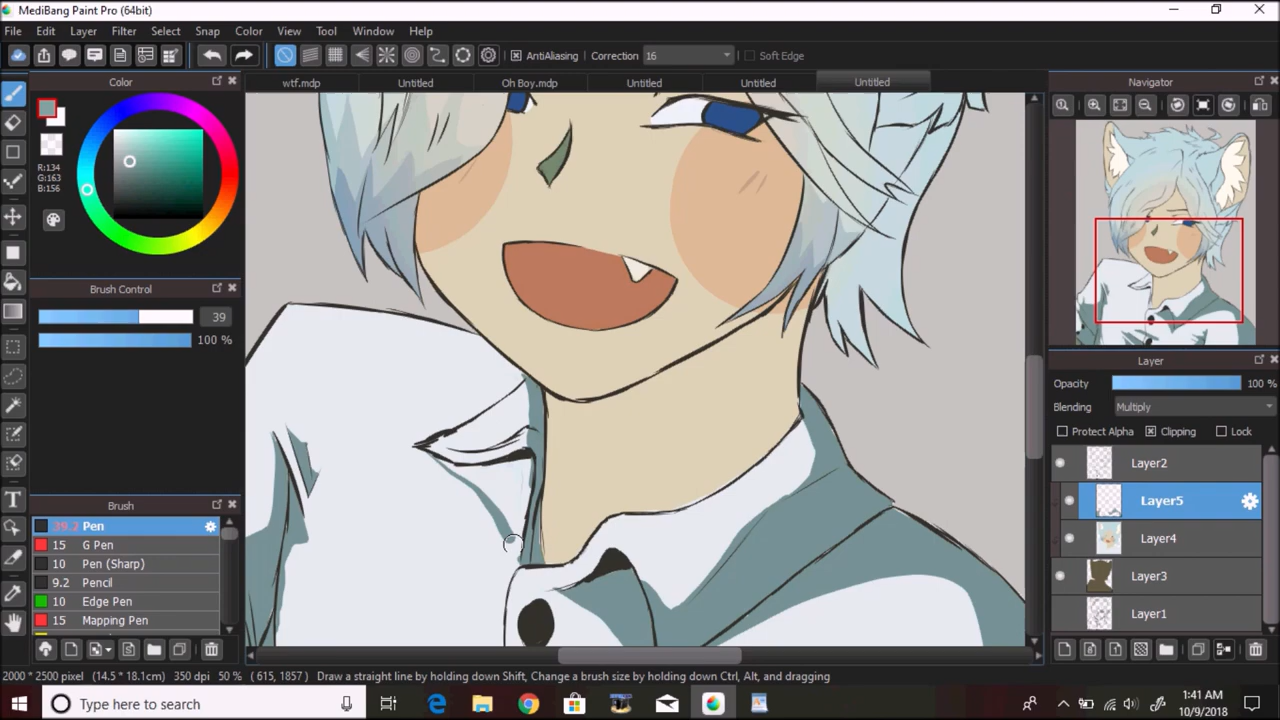 MediBang Paint Pro (64bit)
File Edit Layer Filter Select Snap Color View Tool Window Help
AntiAliasing Correction 16 Soft Edge
Color
wtf.mdp Untitled Oh Boy.mdp Untitled Untitled Untitled
Navigator
R:134
G:163
B:156
Brush Control
39
100 %
Layer
Opacity 100 %
Blending Multiply
Protect Alpha Clipping Lock
Layer2
Layer5
Layer4
Layer3
Layer1
Brush
39.2 Pen
15 G Pen
10 Pen (Sharp)
9.2 Pencil
10 Edge Pen
15 Mapping Pen
2000 * 2500 pixel (14.5 * 18.1cm) 350 dpi 50 % ( 615, 1857 ) Draw a straight line by holding down Shift, Change a brush size by holding down Ctrl, Alt, and dragging
Type here to search
1:41 AM
10/9/2018